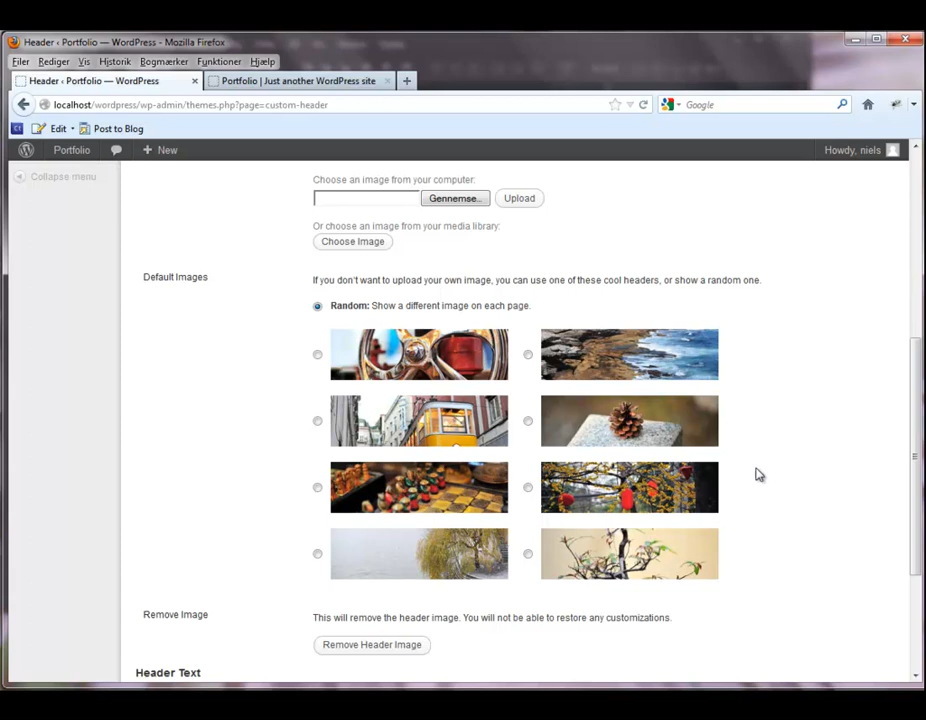 Header ‹ Portfolio — WordPress - Mozilla Firefox
Filer Rediger Vis Historik Bogmærker Funktioner Hjælp
Header ‹ Portfolio — WordPress × Portfolio | Just another WordPress site × +
localhost/wordpress/wp-admin/themes.php?page=custom-header Google
Edit Post to Blog
Portfolio + New Howdy, niels
Collapse menu
Choose an image from your computer:
Gennemse... Upload
Or choose an image from your media library:
Choose Image
Default Images If you don't want to upload your own image, you can use one of these cool headers, or show a random one.
Random: Show a different image on each page.
Remove Image This will remove the header image. You will not be able to restore any customizations.
Remove Header Image
Header Text